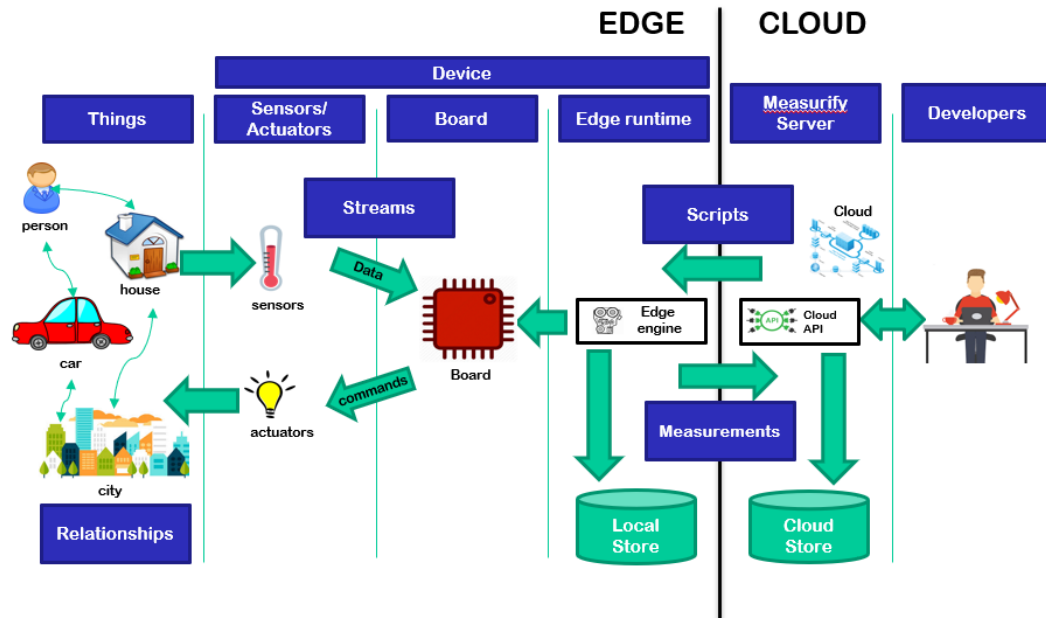 EDGE
CLOUD
Device
Things
Sensors/
Actuators
Board
Edge runtime
Measurify
Server
Developers
person
Streams
Scripts
Cloud
house
sensors
Data
Edge
engine
API
Cloud
API
car
Board
commands
actuators
Measurements
city
Relationships
Local
Store
Cloud
Store